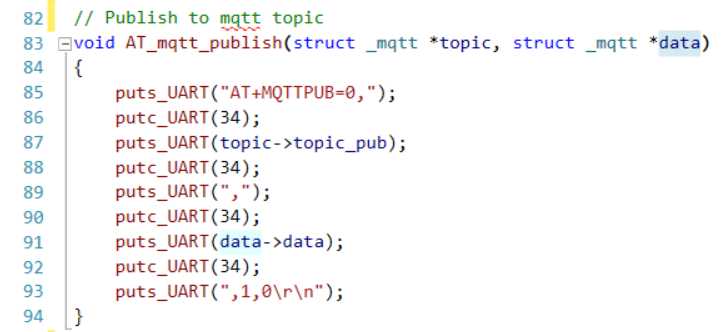 82 // Publish to mqtt topic
83 void AT_mqtt_publish(struct _mqtt *topic, struct _mqtt *data)
84 {
85 puts_UART("AT+MQTTPUB=0,");
86 putc_UART(34);
87 puts_UART(topic->topic_pub);
88 putc_UART(34);
89 puts_UART(",");
90 putc_UART(34);
91 puts_UART(data->data);
92 putc_UART(34);
93 puts_UART(",1,0\r\n");
94 }